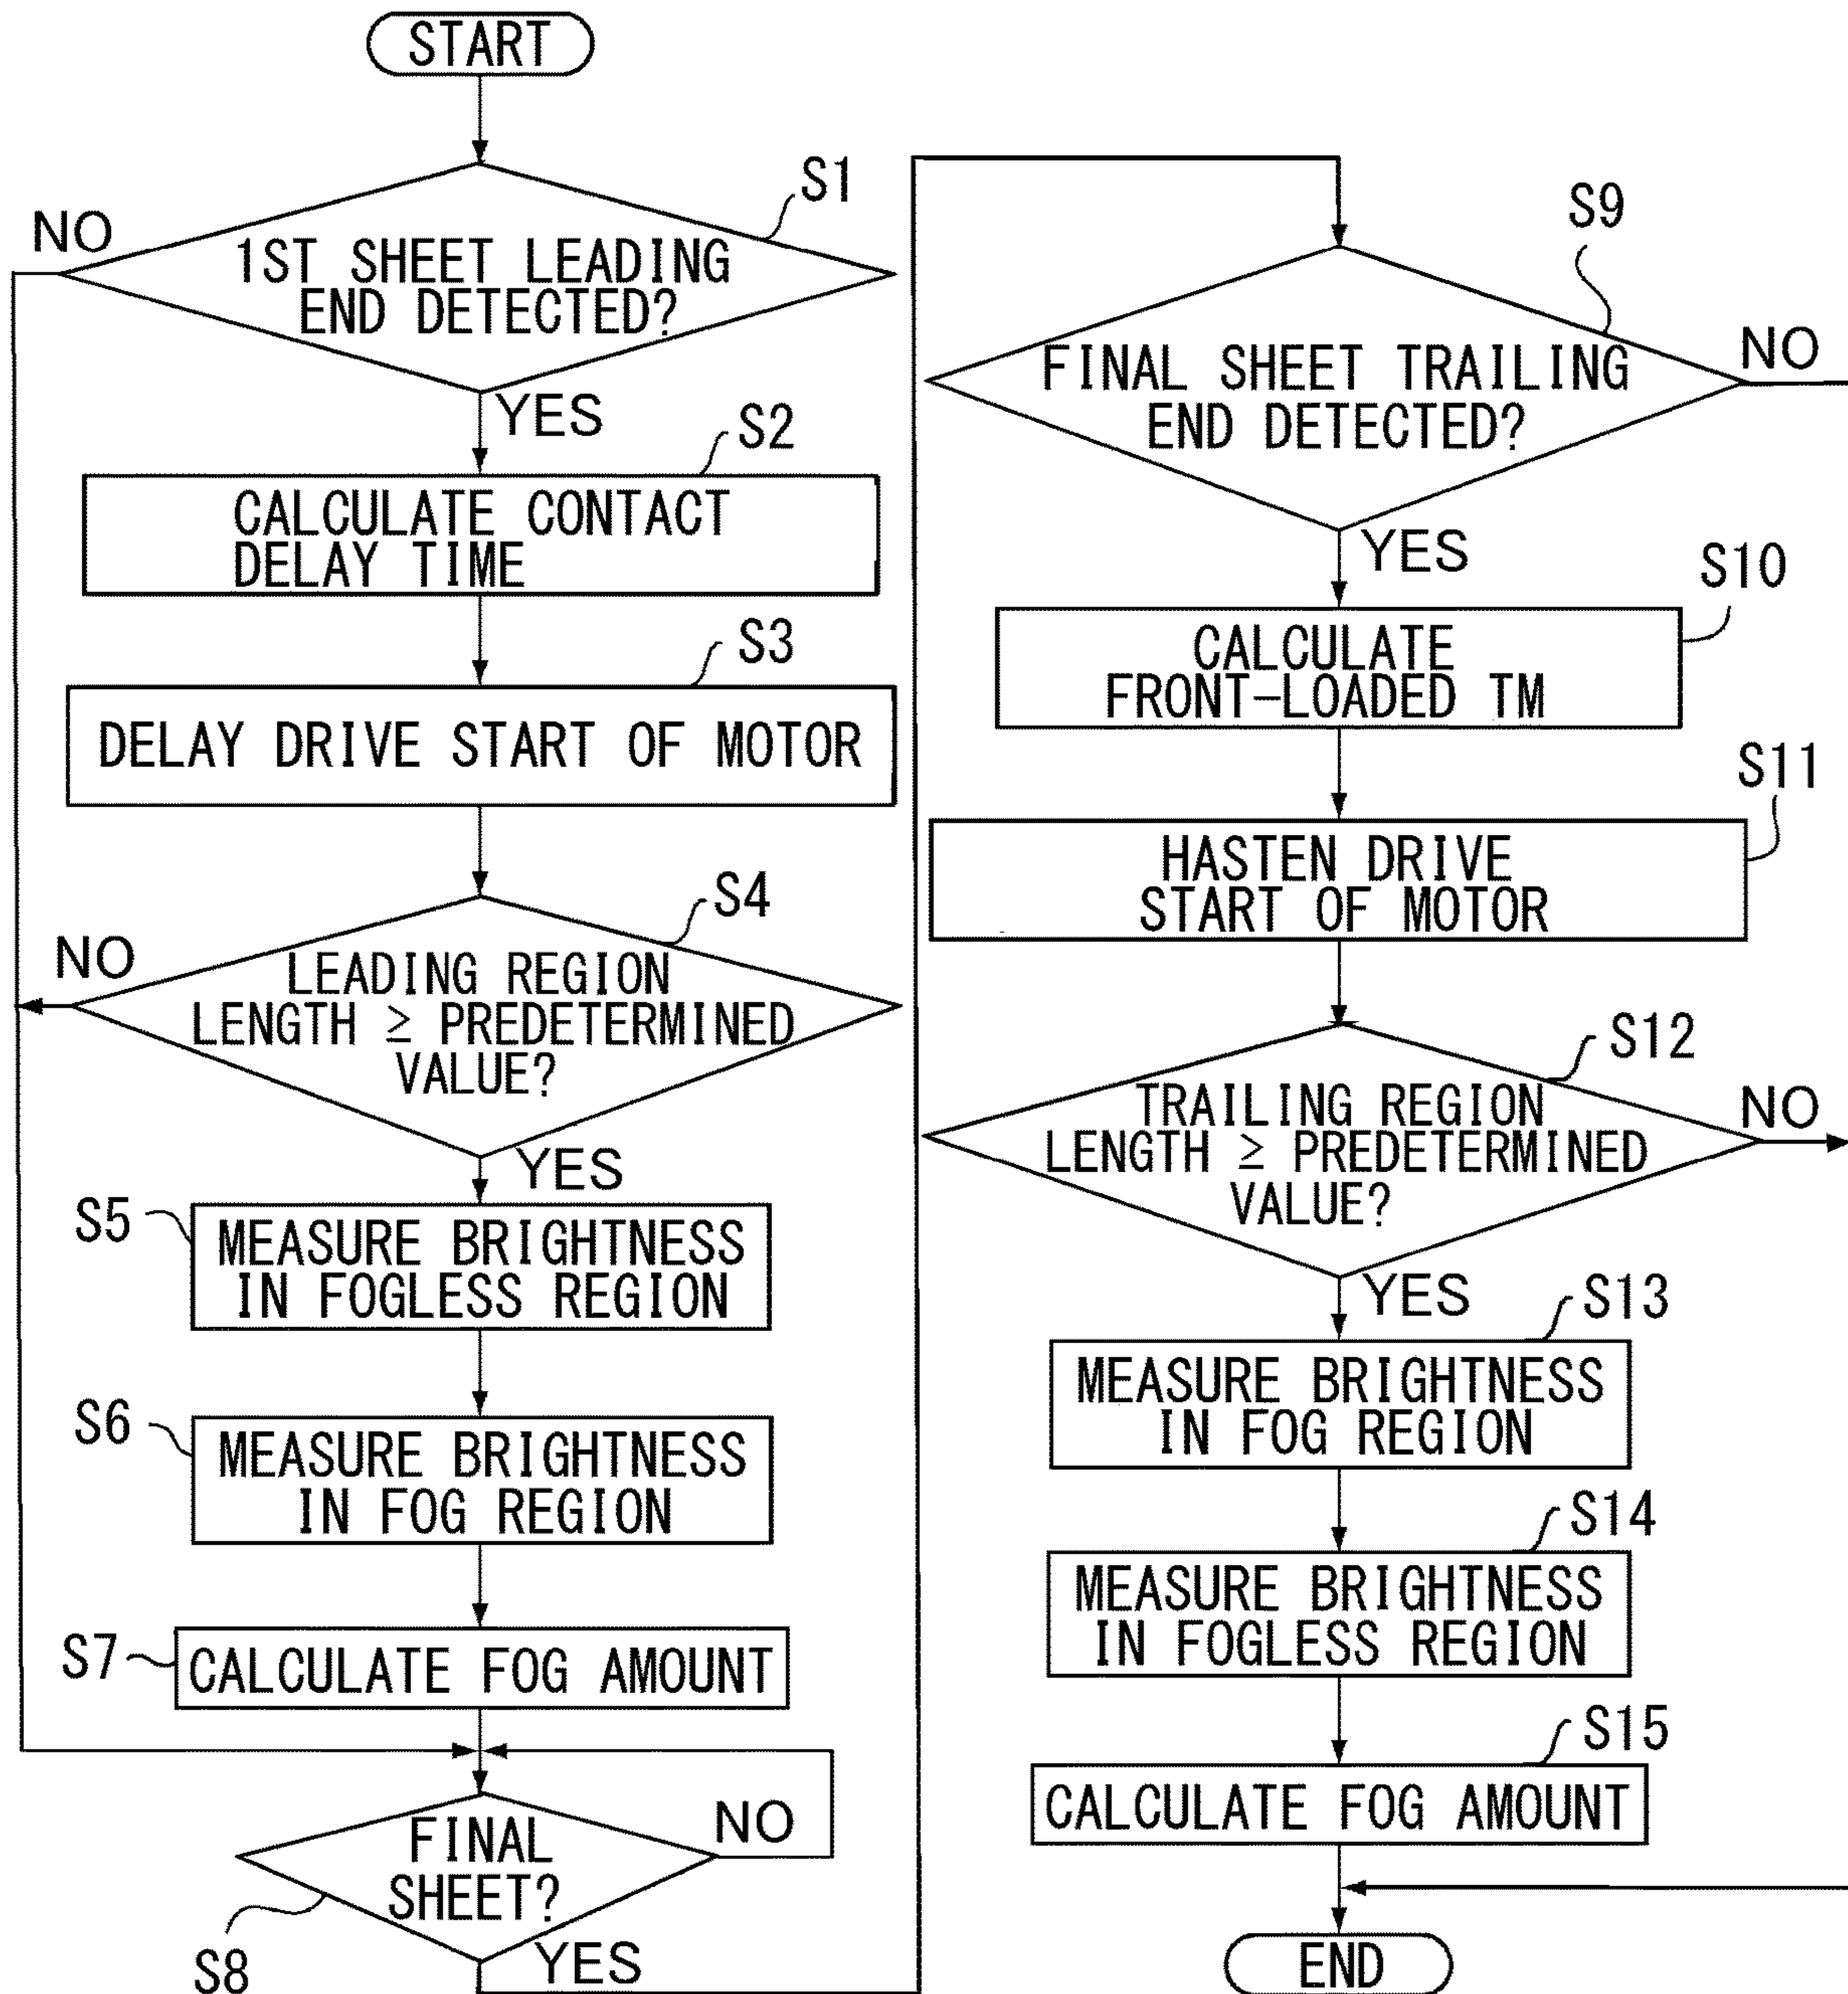 START
S1
NO
1ST SHEET LEADING
END DETECTED?
YES
S2
CALCULATE CONTACT
DELAY TIME
S3
DELAY DRIVE START OF MOTOR
S4
NO
LEADING REGION
LENGTH ≥ PREDETERMINED
VALUE?
YES
S5
MEASURE BRIGHTNESS
IN FOGLESS REGION
S6
MEASURE BRIGHTNESS
IN FOG REGION
S7
CALCULATE FOG AMOUNT
NO
FINAL
SHEET?
S8
YES
S9
NO
FINAL SHEET TRAILING
END DETECTED?
YES
S10
CALCULATE
FRONT-LOADED TM
S11
HASTEN DRIVE
START OF MOTOR
S12
NO
TRAILING REGION
LENGTH ≥ PREDETERMINED
VALUE?
YES
S13
MEASURE BRIGHTNESS
IN FOG REGION
S14
MEASURE BRIGHTNESS
IN FOGLESS REGION
S15
CALCULATE FOG AMOUNT
END